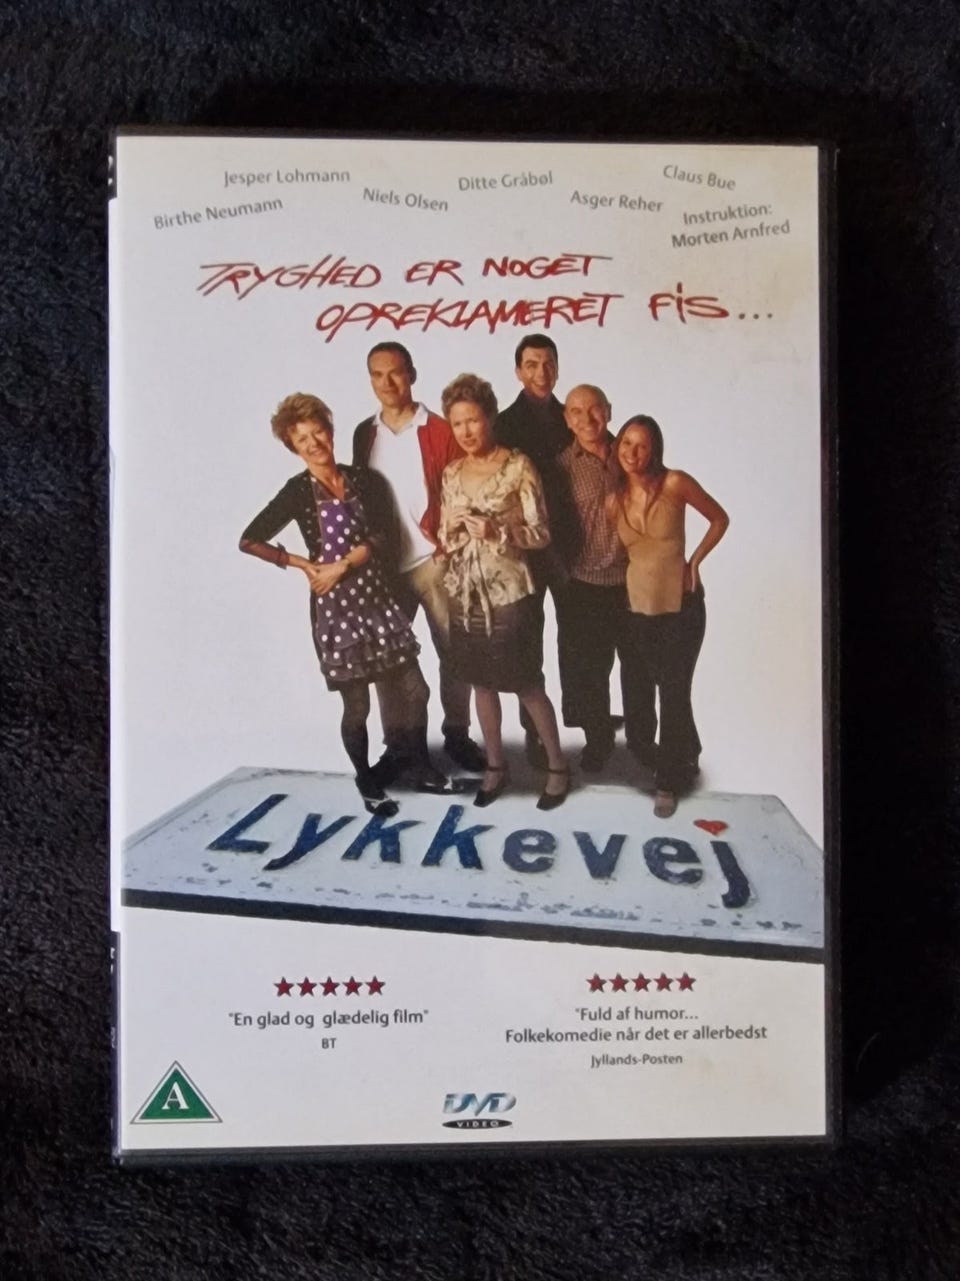 Jesper Lohmann
Ditte Gråbøl
Claus Bue
Birthe Neumann
Niels Olsen
Asger Reher
Instruktion:
Morten Arnfred
TRYGHED ER NOGET
OPREKLAMERET FIS...
Lykkevej
"En glad og glædelig film"
BT
"Fuld af humor...
Folkekomedie når det er allerbedst
Jyllands-Posten
A
DVD
VIDEO